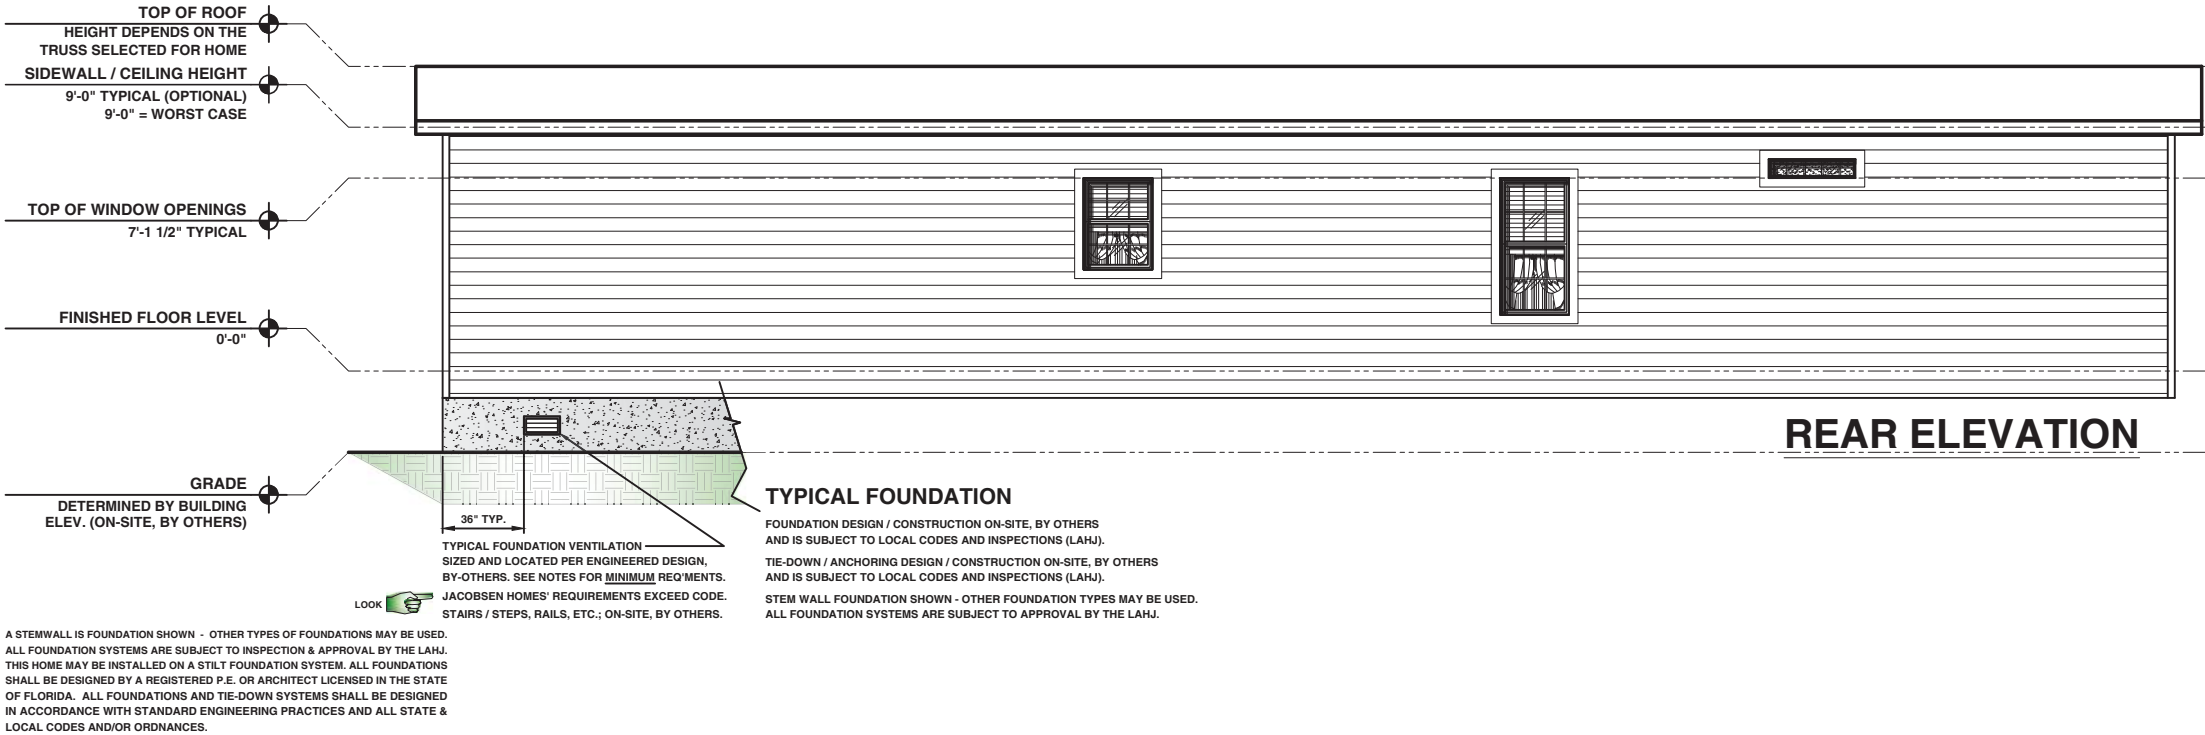 TOP OF ROOF
HEIGHT DEPENDS ON THE
TRUSS SELECTED FOR HOME
SIDEWALL / CEILING HEIGHT
9'-0" TYPICAL (OPTIONAL)
9'-0" = WORST CASE
TOP OF WINDOW OPENINGS
7'-1 1/2" TYPICAL
FINISHED FLOOR LEVEL
0'-0"
REAR ELEVATION
GRADE
DETERMINED BY BUILDING
ELEV. (ON-SITE, BY OTHERS)
36" TYP.
TYPICAL FOUNDATION VENTILATION
SIZED AND LOCATED PER ENGINEERED DESIGN,
BY-OTHERS. SEE NOTES FOR MINIMUM REQ'MENTS.
LOOK
JACOBSEN HOMES' REQUIREMENTS EXCEED CODE.
STAIRS / STEPS, RAILS, ETC.; ON-SITE, BY OTHERS.
TYPICAL FOUNDATION
FOUNDATION DESIGN / CONSTRUCTION ON-SITE, BY OTHERS
AND IS SUBJECT TO LOCAL CODES AND INSPECTIONS (LAHJ).
TIE-DOWN / ANCHORING DESIGN / CONSTRUCTION ON-SITE, BY OTHERS
AND IS SUBJECT TO LOCAL CODES AND INSPECTIONS (LAHJ).
STEM WALL FOUNDATION SHOWN - OTHER FOUNDATION TYPES MAY BE USED.
ALL FOUNDATION SYSTEMS ARE SUBJECT TO APPROVAL BY THE LAHJ.
A STEMWALL IS FOUNDATION SHOWN - OTHER TYPES OF FOUNDATIONS MAY BE USED.
ALL FOUNDATION SYSTEMS ARE SUBJECT TO INSPECTION & APPROVAL BY THE LAHJ.
THIS HOME MAY BE INSTALLED ON A STILT FOUNDATION SYSTEM. ALL FOUNDATIONS
SHALL BE DESIGNED BY A REGISTERED P.E. OR ARCHITECT LICENSED IN THE STATE
OF FLORIDA. ALL FOUNDATIONS AND TIE-DOWN SYSTEMS SHALL BE DESIGNED
IN ACCORDANCE WITH STANDARD ENGINEERING PRACTICES AND ALL STATE &
LOCAL CODES AND/OR ORDNANCES.